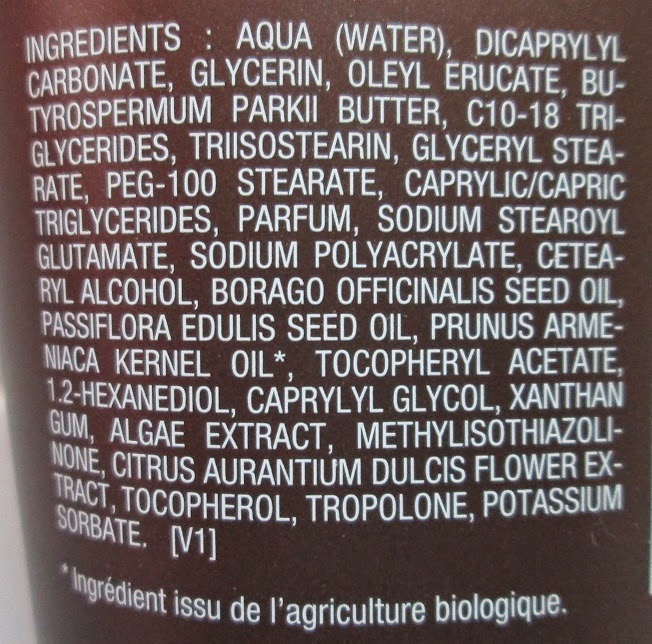 INGREDIENTS : AQUA (WATER), DICAPRYLYL
CARBONATE, GLYCERIN, OLEYL ERUCATE, BU-
TYROSPERMUM PARKII BUTTER, C10-18 TRI-
GLYCERIDES, TRIISOSTEARIN, GLYCERYL STEA-
RATE, PEG-100 STEARATE, CAPRYLIC/CAPRIC
TRIGLYCERIDES, PARFUM, SODIUM STEAROYL
GLUTAMATE, SODIUM POLYACRYLATE, CETEA-
RYL ALCOHOL, BORAGO OFFICINALIS SEED OIL,
PASSIFLORA EDULIS SEED OIL, PRUNUS ARME-
NIACA KERNEL OIL*, TOCOPHERYL ACETATE,
1.2-HEXANEDIOL, CAPRYLYL GLYCOL, XANTHAN
GUM, ALGAE EXTRACT, METHYLISOTHIAZOLI-
NONE, CITRUS AURANTIUM DULCIS FLOWER EX-
TRACT, TOCOPHEROL, TROPOLONE, POTASSIUM
SORBATE. [V1]
* Ingrédient issu de l'agriculture biologique.